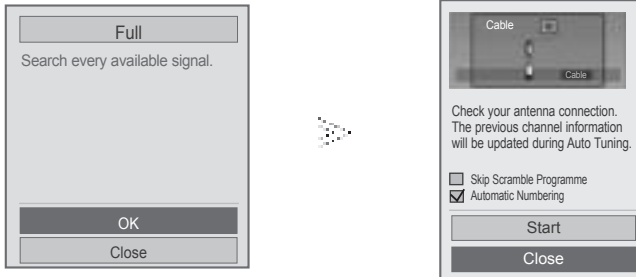 Full
Search every available signal.
OK
Close
Cable
Cable
Check your antenna connection.
The previous channel information
will be updated during Auto Tuning.
Skip Scramble Programme
Automatic Numbering
Start
Close